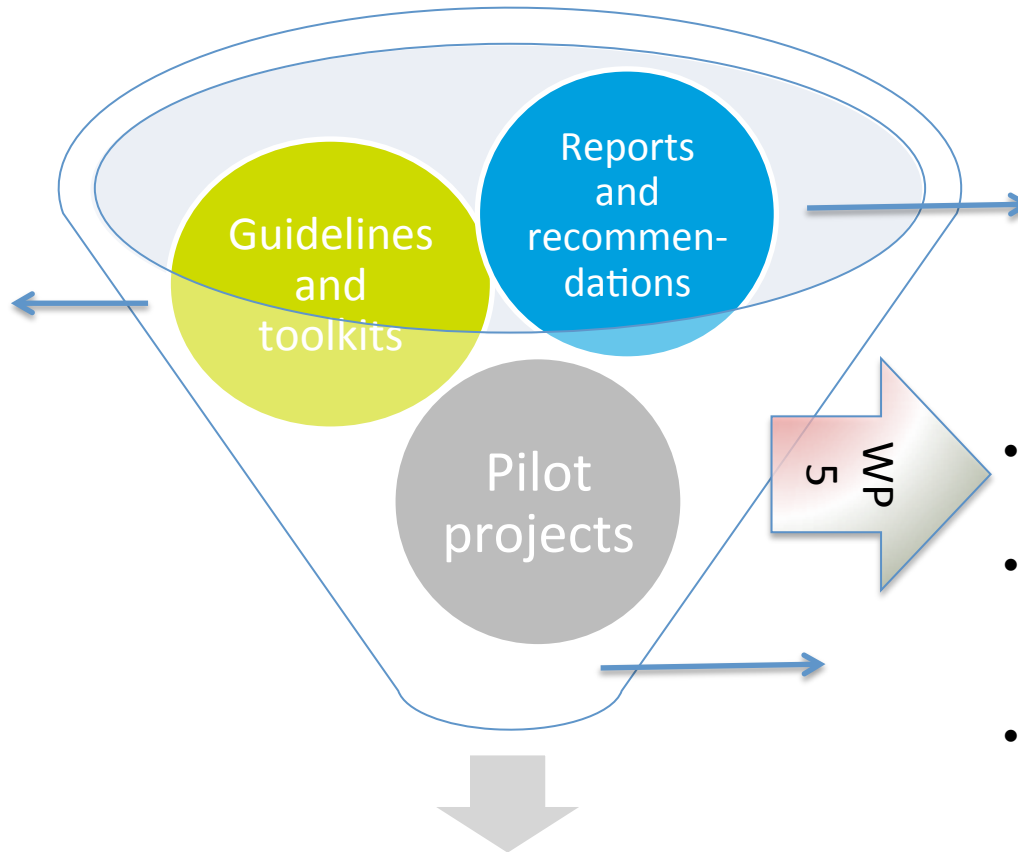 Reports
and
recommen-
dations
Guidelines
and
toolkits
Pilot
projects
WP
5
•
•
•